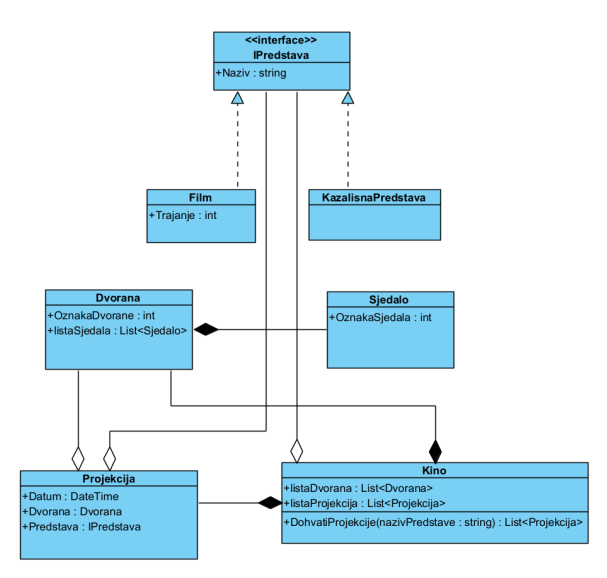 <<interface>>
IPredstava
+Naziv : string
Film
+Trajanje : int
KazalisnaPredstava
Dvorana
+OznakaDvorane : int
+listaSjedala : List<Sjedalo>
Sjedalo
+OznakaSjedala : int
Projekcija
+Datum : DateTime
+Dvorana : Dvorana
+Predstava : IPredstava
Kino
+listaDvorana : List<Dvorana>
+listaProjekcija : List<Projekcija>
+DohvatiProjekcije(nazivPredstave : string) : List<Projekcija>